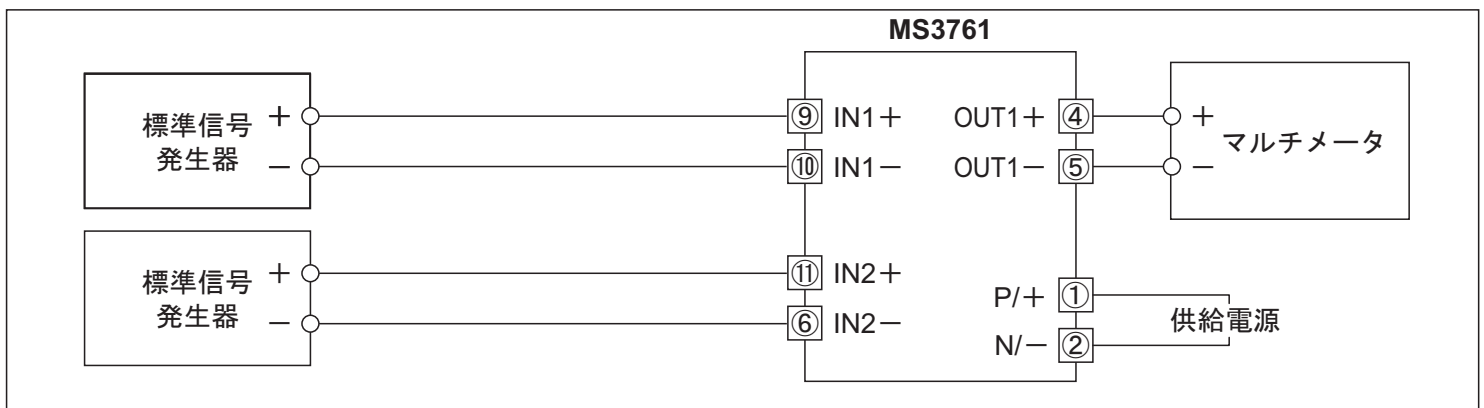 MS3761
標準信号
発生器
＋
－
⑨ IN1＋
⑩ IN1－
OUT1＋ ④
OUT1－ ⑤
＋
－
マルチメータ
標準信号
発生器
＋
－
⑪ IN2＋
⑥ IN2－
P/＋ ①
N/－ ②
供給電源